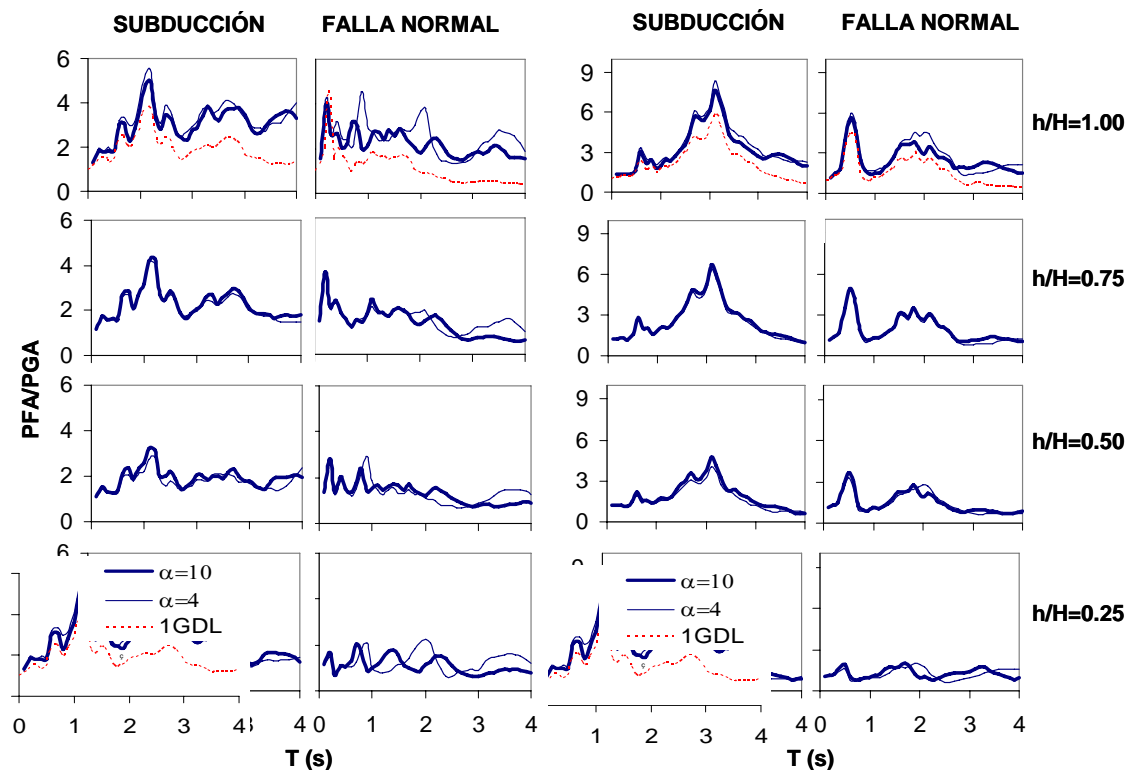 SUBDUCCIÓN FALLA NORMAL SUBDUCCIÓN FALLA NORMAL
6 9
4 6
2 3
0 0
h/H=1.00
6 9
4 6
2 3
0 0
h/H=0.75
6 9
4 6
2 3
0 0
h/H=0.50
PFA/PGA
6
α=10 α=10
α=4 α=4
1GDL 1GDL
h/H=0.25
0 1 2 3 4 0 1 2 3 4 1 2 3 4 0 1 2 3 4
T (s) T (s)